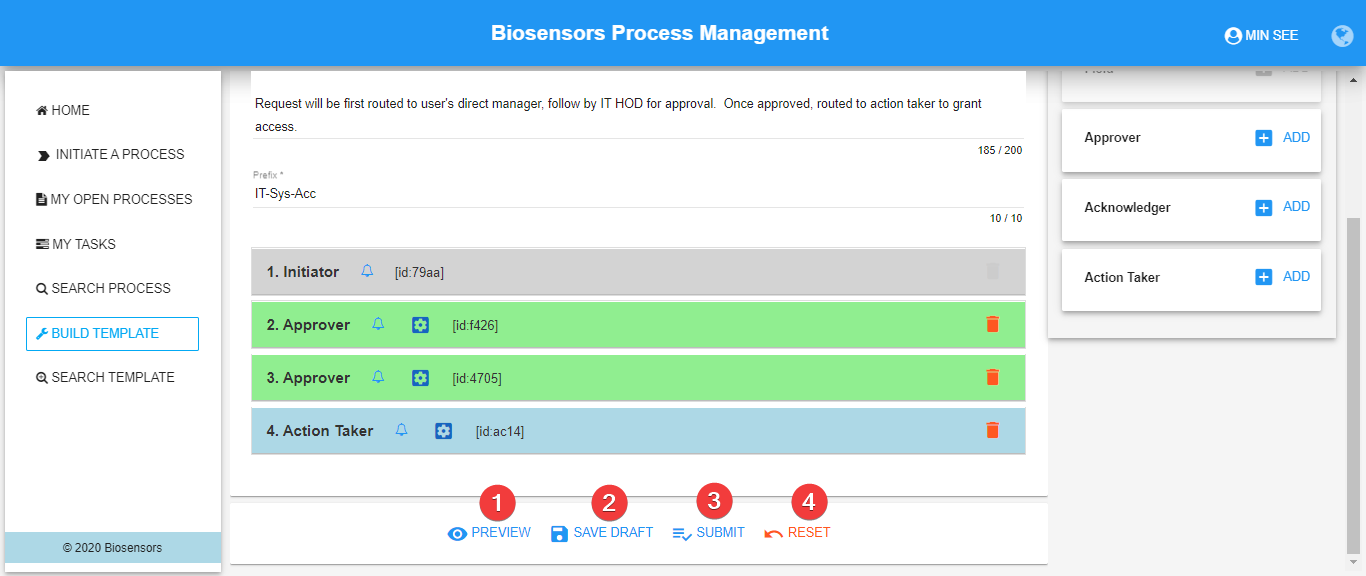 Biosensors Process Management
MIN SEE
HOME
INITIATE A PROCESS
MY OPEN PROCESSES
MY TASKS
SEARCH PROCESS
BUILD TEMPLATE
SEARCH TEMPLATE
© 2020 Biosensors
Request will be first routed to user's direct manager, follow by IT HOD for approval.  Once approved, routed to action taker to grant
access.
185 / 200
Prefix *
IT-Sys-Acc
10 / 10
1. Initiator [id:79aa]
2. Approver [id:f426]
3. Approver [id:4705]
4. Action Taker [id:ac14]
1 2 3 4
PREVIEW SAVE DRAFT SUBMIT RESET
Approver ADD
Acknowledger ADD
Action Taker ADD